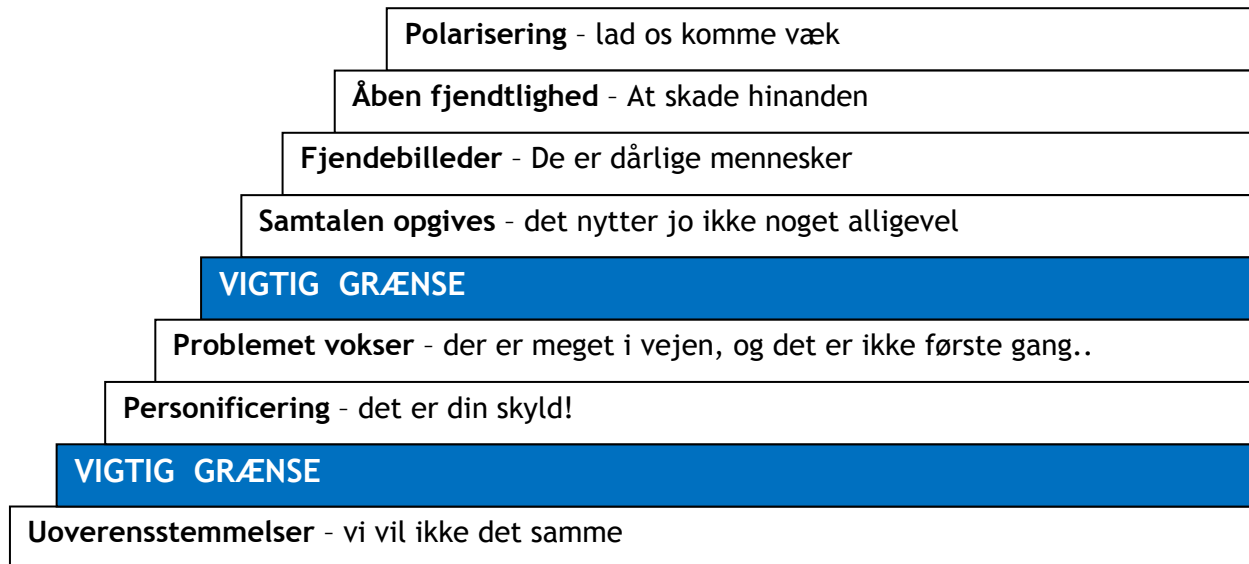 Polarisering – lad os komme væk
Åben fjendtlighed – At skade hinanden
Fjendebilleder – De er dårlige mennesker
Samtalen opgives – det nytter jo ikke noget alligevel
VIGTIG GRÆNSE
Problemet vokser – der er meget i vejen, og det er ikke første gang..
Personificering – det er din skyld!
VIGTIG GRÆNSE
Uoverensstemmelser – vi vil ikke det samme